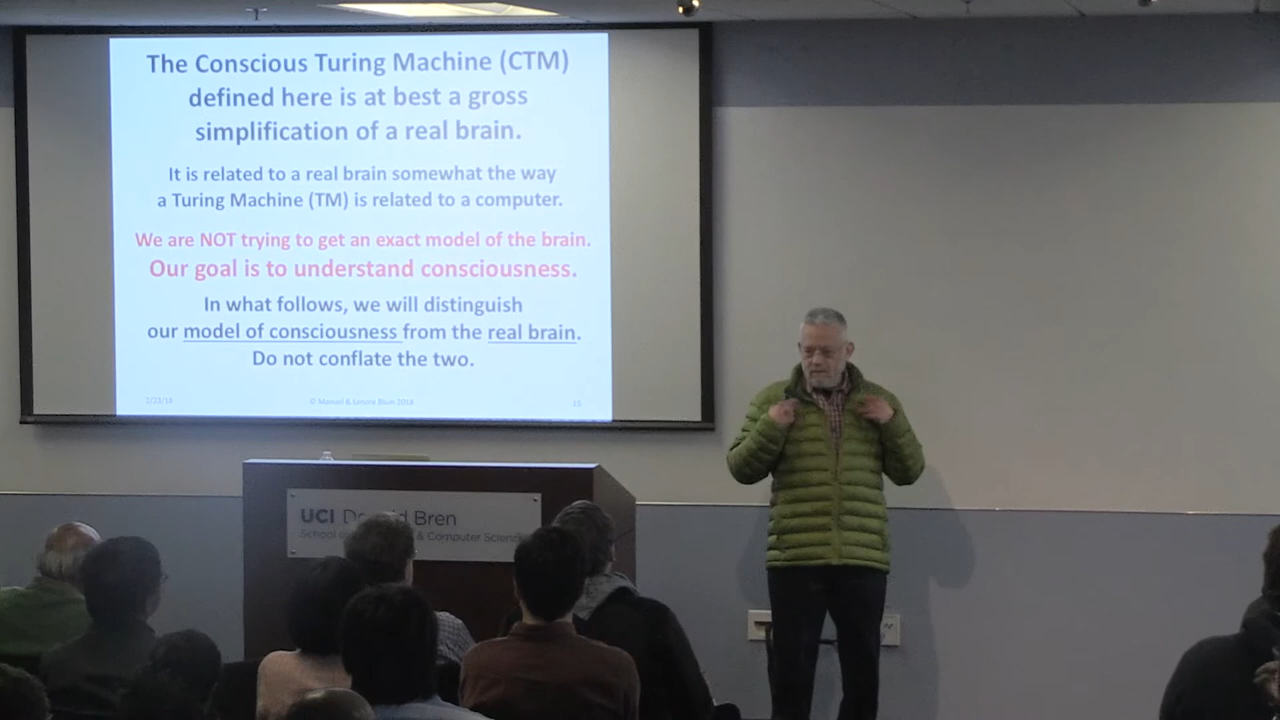 The Conscious Turing Machine (CTM)
defined here is at best a gross
simplification of a real brain.
It is related to a real brain somewhat the way
a Turing Machine (TM) is related to a computer.
We are NOT trying to get an exact model of the brain.
Our goal is to understand consciousness.
In what follows, we will distinguish
our model of consciousness from the real brain.
Do not conflate the two.
2/23/18 © Manuel & Lenore Blum 2018 15
UCI Bren
School & Computer